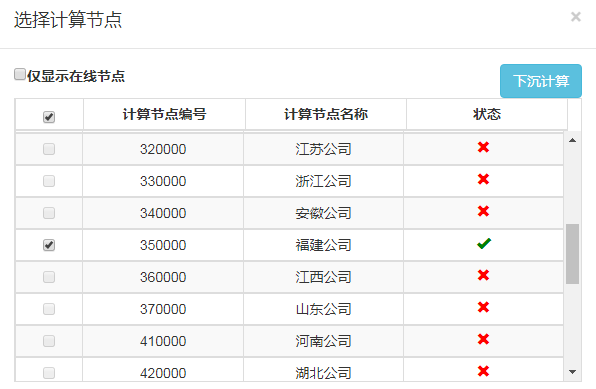 选择计算节点
仅显示在线节点
下沉计算
计算节点编号 计算节点名称 状态
320000 江苏公司
330000 浙江公司
340000 安徽公司
350000 福建公司
360000 江西公司
370000 山东公司
410000 河南公司
420000 湖北公司